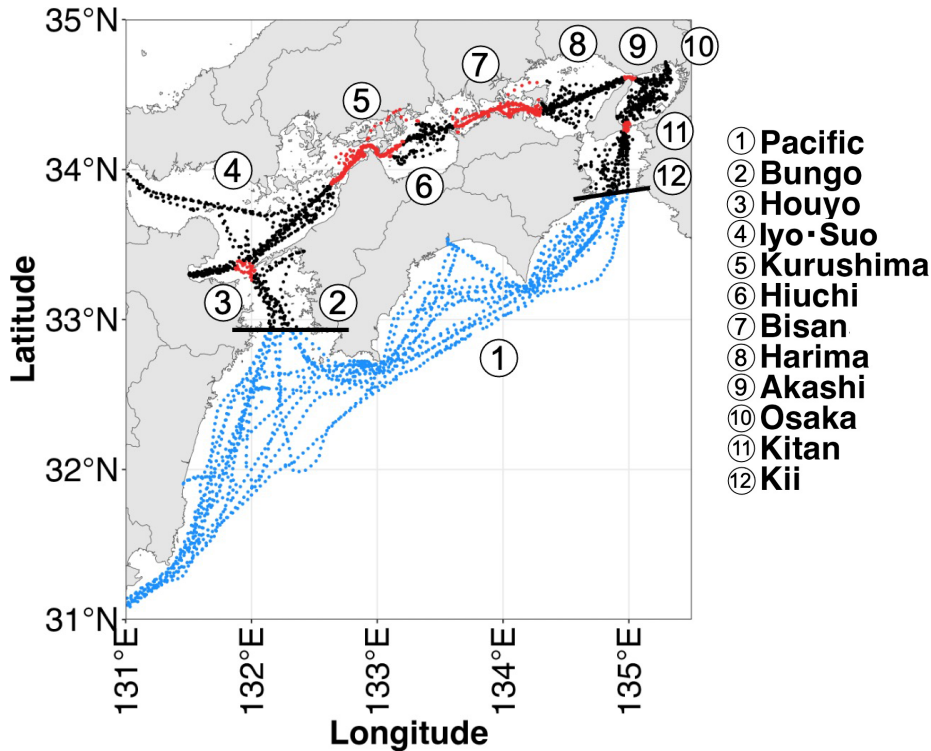 35°N
34°N
33°N
32°N
31°N
Latitude
131°E
132°E
133°E
134°E
135°E
Longitude
⑧ ⑨ ⑩
⑦
⑤
⑪
④
⑥
⑫
③ ②
①
① Pacific
② Bungo
③ Houyo
④ Iyo・Suo
⑤ Kurushima
⑥ Hiuchi
⑦ Bisan
⑧ Harima
⑨ Akashi
⑩ Osaka
⑪ Kitan
⑫ Kii